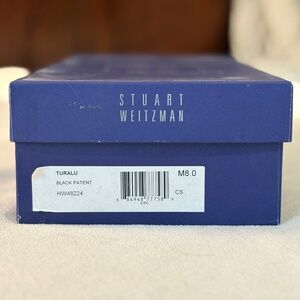 STUART
WEITZMAN
TURALU
M8.0
BLACK PATENT
HW48224
CS